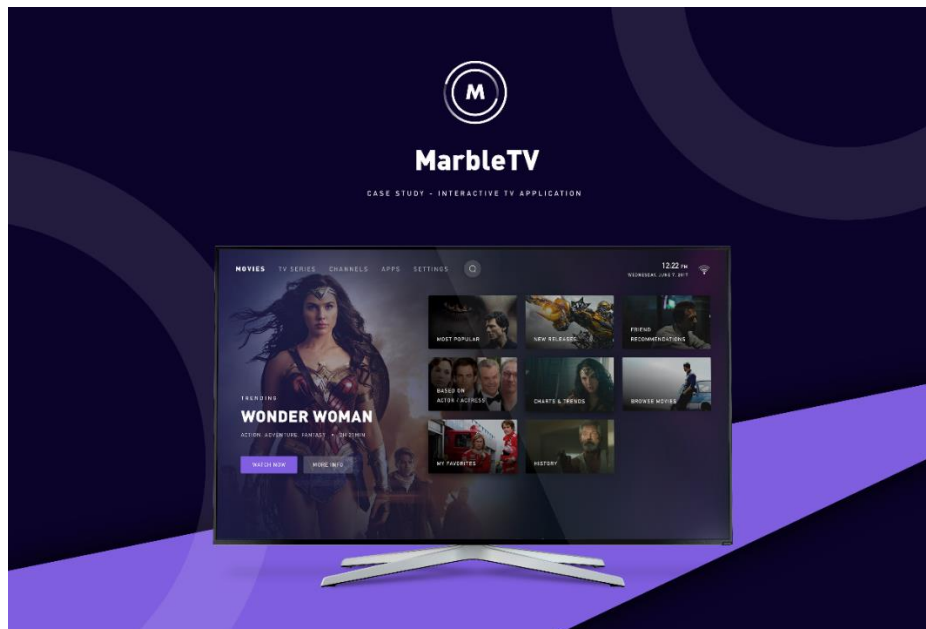 M
MarbleTV
CASE STUDY - INTERACTIVE TV APPLICATION
MOVIES TV SERIES CHANNELS APPS SETTINGS
12:22 PM
WEDNESDAY, JUNE 7, 2017
MOST POPULAR
NEW RELEASES
FRIEND
RECOMMENDATIONS
BASED ON
ACTOR / ACTRESS
CHARTS & TRENDS
BROWSE MOVIES
MY FAVORITES
HISTORY
TRENDING
WONDER WOMAN
ACTION, ADVENTURE, FANTASY • 2H 21MIN
WATCH NOW
MORE INFO